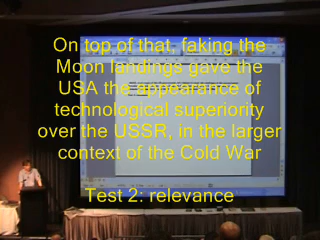 On top of that, faking the
Moon landings gave the
USA the appearance of
technological superiority
over the USSR, in the larger
context of the Cold War
Test 2: relevance